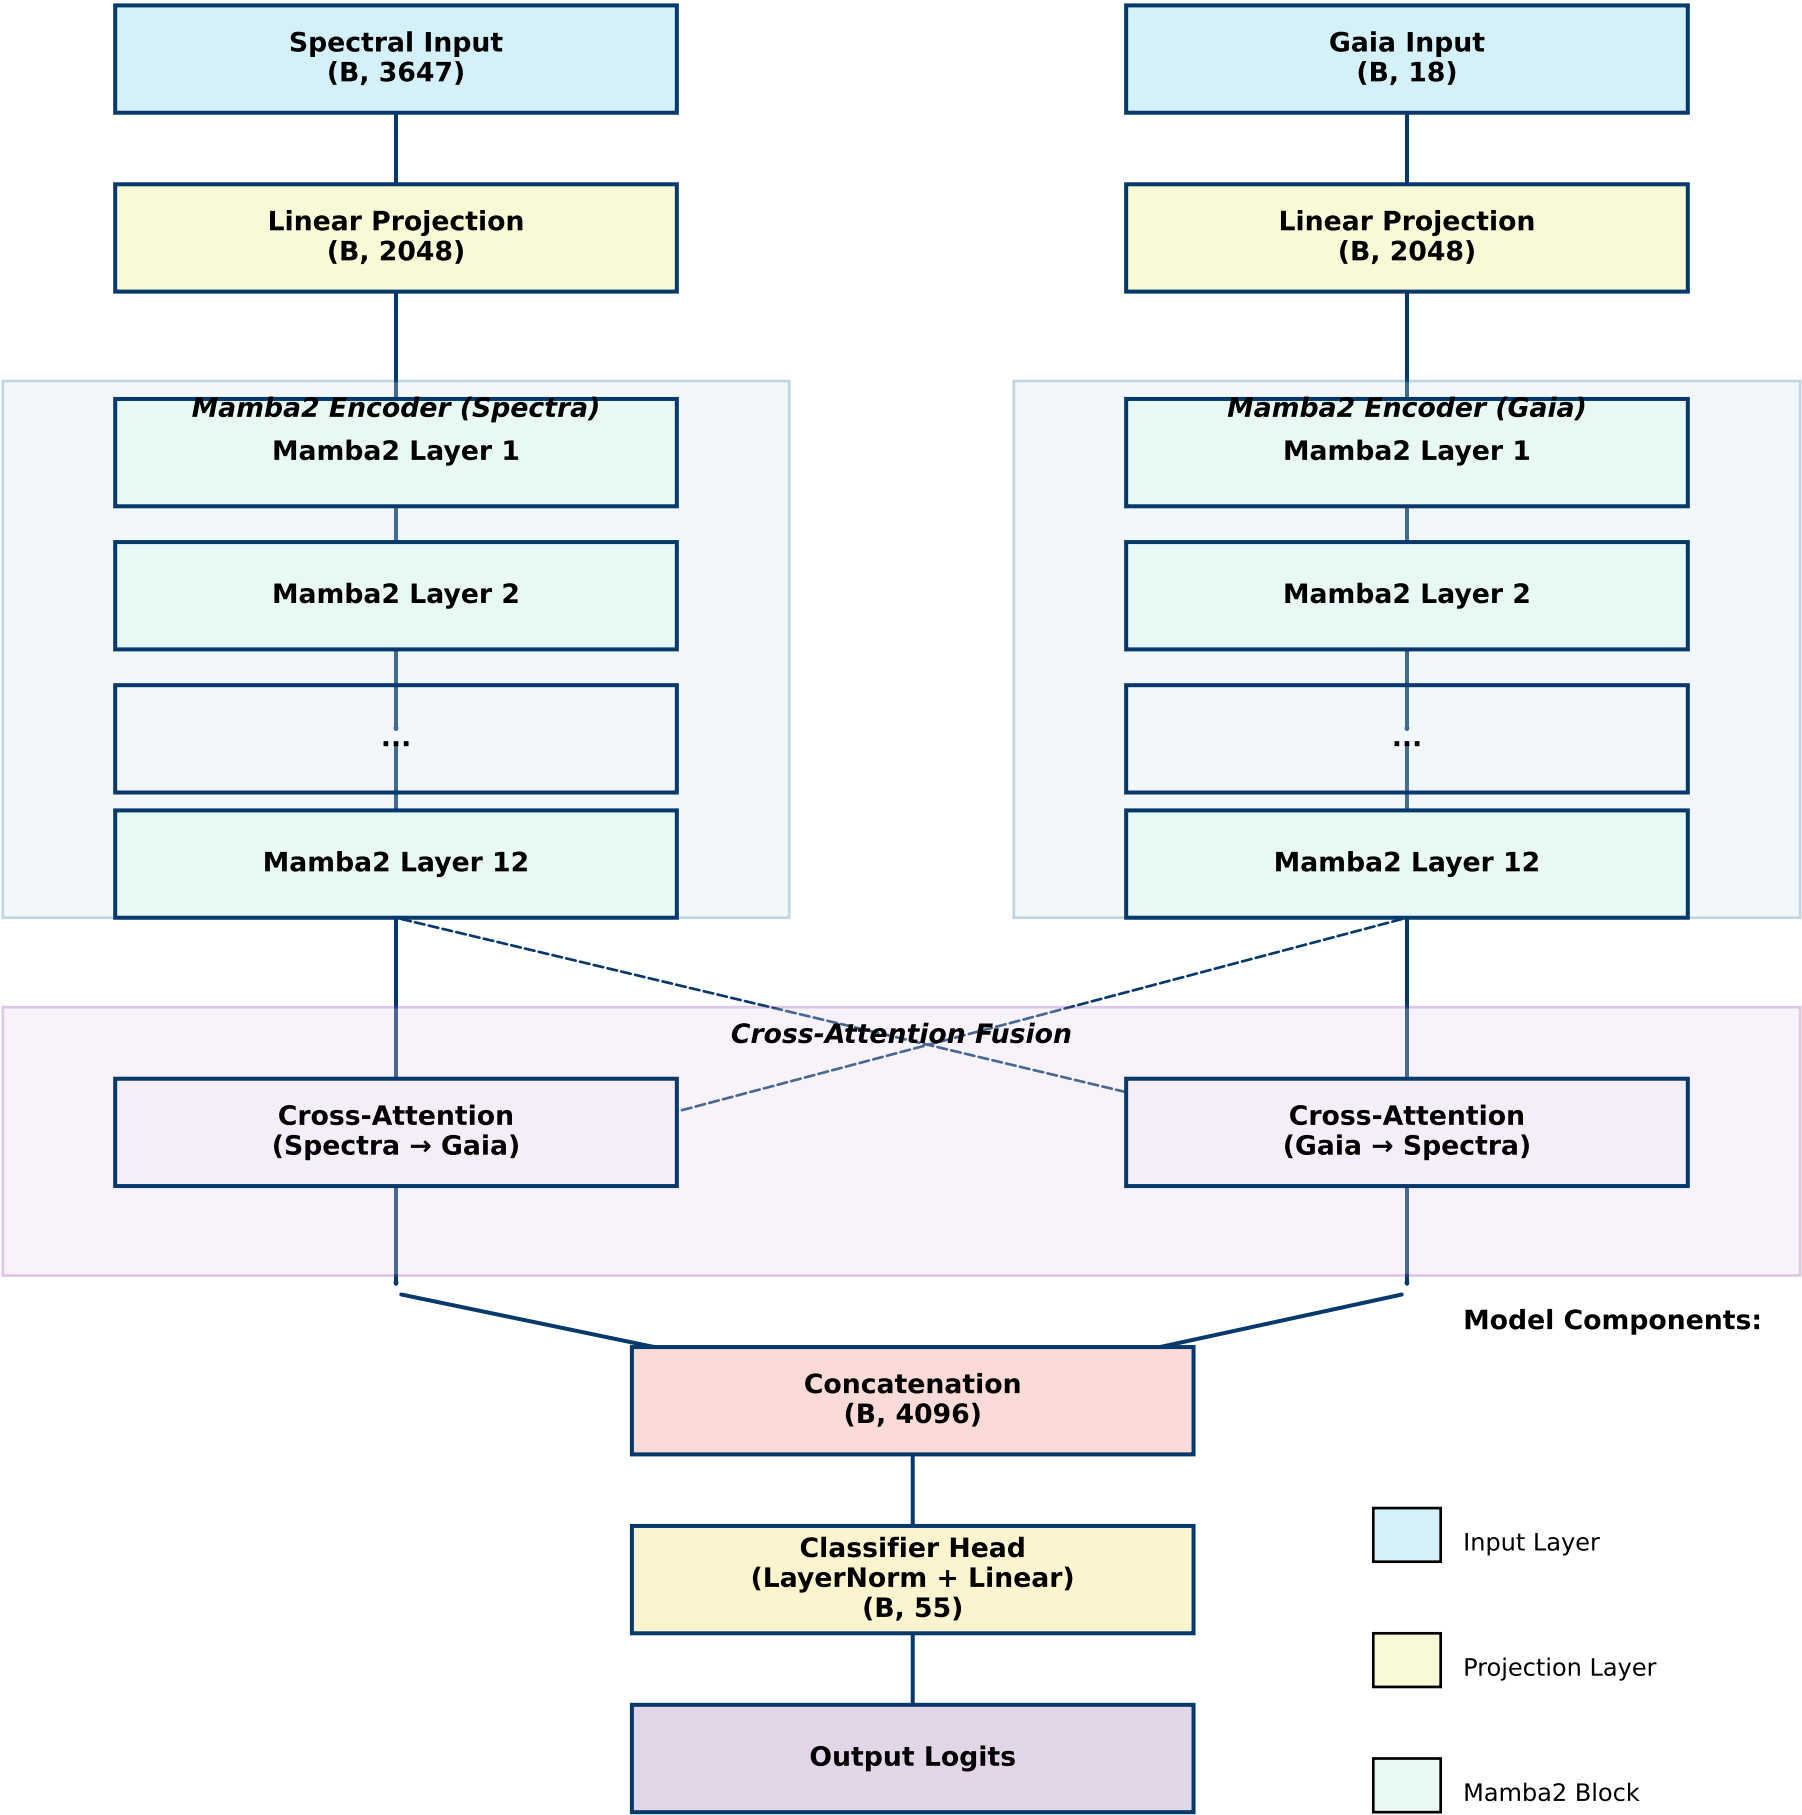 Spectral Input
(B, 3647)
Gaia Input
(B, 18)
Linear Projection
(B, 2048)
Linear Projection
(B, 2048)
Mamba2 Encoder (Spectra)
Mamba2 Layer 1
Mamba2 Layer 2
...
Mamba2 Layer 12
Mamba2 Encoder (Gaia)
Mamba2 Layer 1
Mamba2 Layer 2
...
Mamba2 Layer 12
Cross-Attention Fusion
Cross-Attention
(Spectra → Gaia)
Cross-Attention
(Gaia → Spectra)
Concatenation
(B, 4096)
Classifier Head
(LayerNorm + Linear)
(B, 55)
Output Logits
Model Components:
Input Layer
Projection Layer
Mamba2 Block